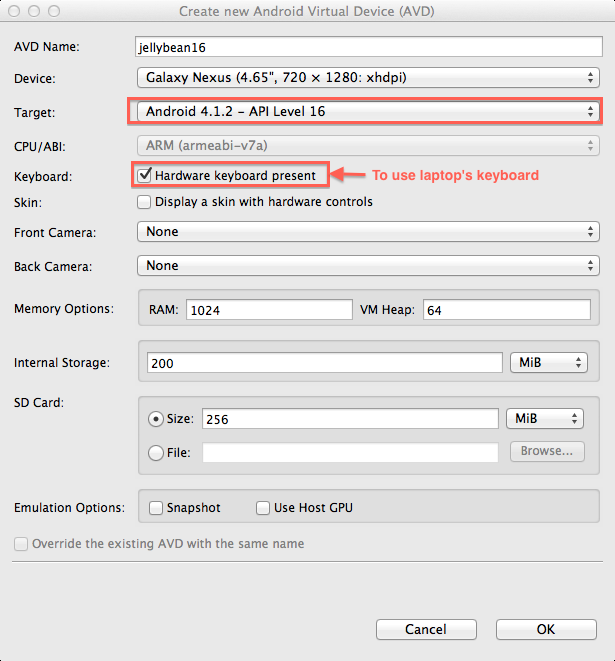 Create new Android Virtual Device (AVD)
AVD Name: jellybean16
Device: Galaxy Nexus (4.65", 720 × 1280: xhdpi)
Target: Android 4.1.2 – API Level 16
CPU/ABI: ARM (armeabi-v7a)
Keyboard: Hardware keyboard present To use laptop's keyboard
Skin: Display a skin with hardware controls
Front Camera: None
Back Camera: None
Memory Options: RAM: 1024 VM Heap: 64
Internal Storage: 200 MiB
SD Card:
Size: 256 MiB
File: Browse...
Emulation Options: Snapshot Use Host GPU
Override the existing AVD with the same name
Cancel OK